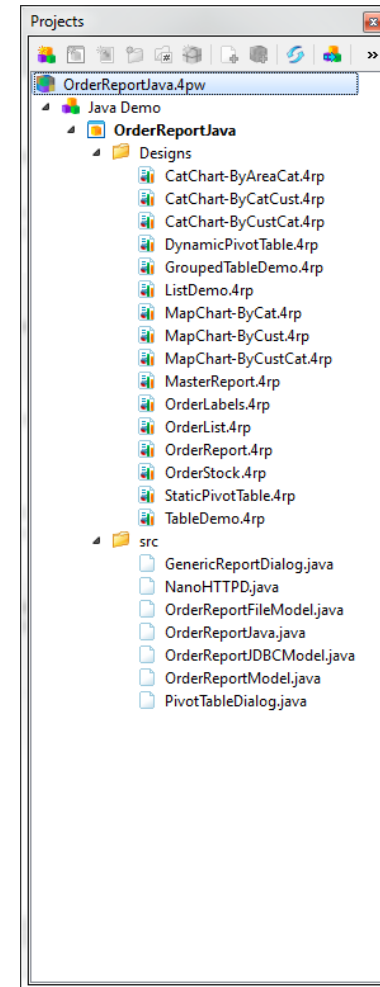 Projects
»
OrderReportJava.4pw
Java Demo
OrderReportJava
Designs
CatChart-ByAreaCat.4rp
CatChart-ByCatCust.4rp
CatChart-ByCustCat.4rp
DynamicPivotTable.4rp
GroupedTableDemo.4rp
ListDemo.4rp
MapChart-ByCat.4rp
MapChart-ByCust.4rp
MapChart-ByCustCat.4rp
MasterReport.4rp
OrderLabels.4rp
OrderList.4rp
OrderReport.4rp
OrderStock.4rp
StaticPivotTable.4rp
TableDemo.4rp
src
GenericReportDialog.java
NanoHTTPD.java
OrderReportFileModel.java
OrderReportJava.java
OrderReportJDBCModel.java
OrderReportModel.java
PivotTableDialog.java